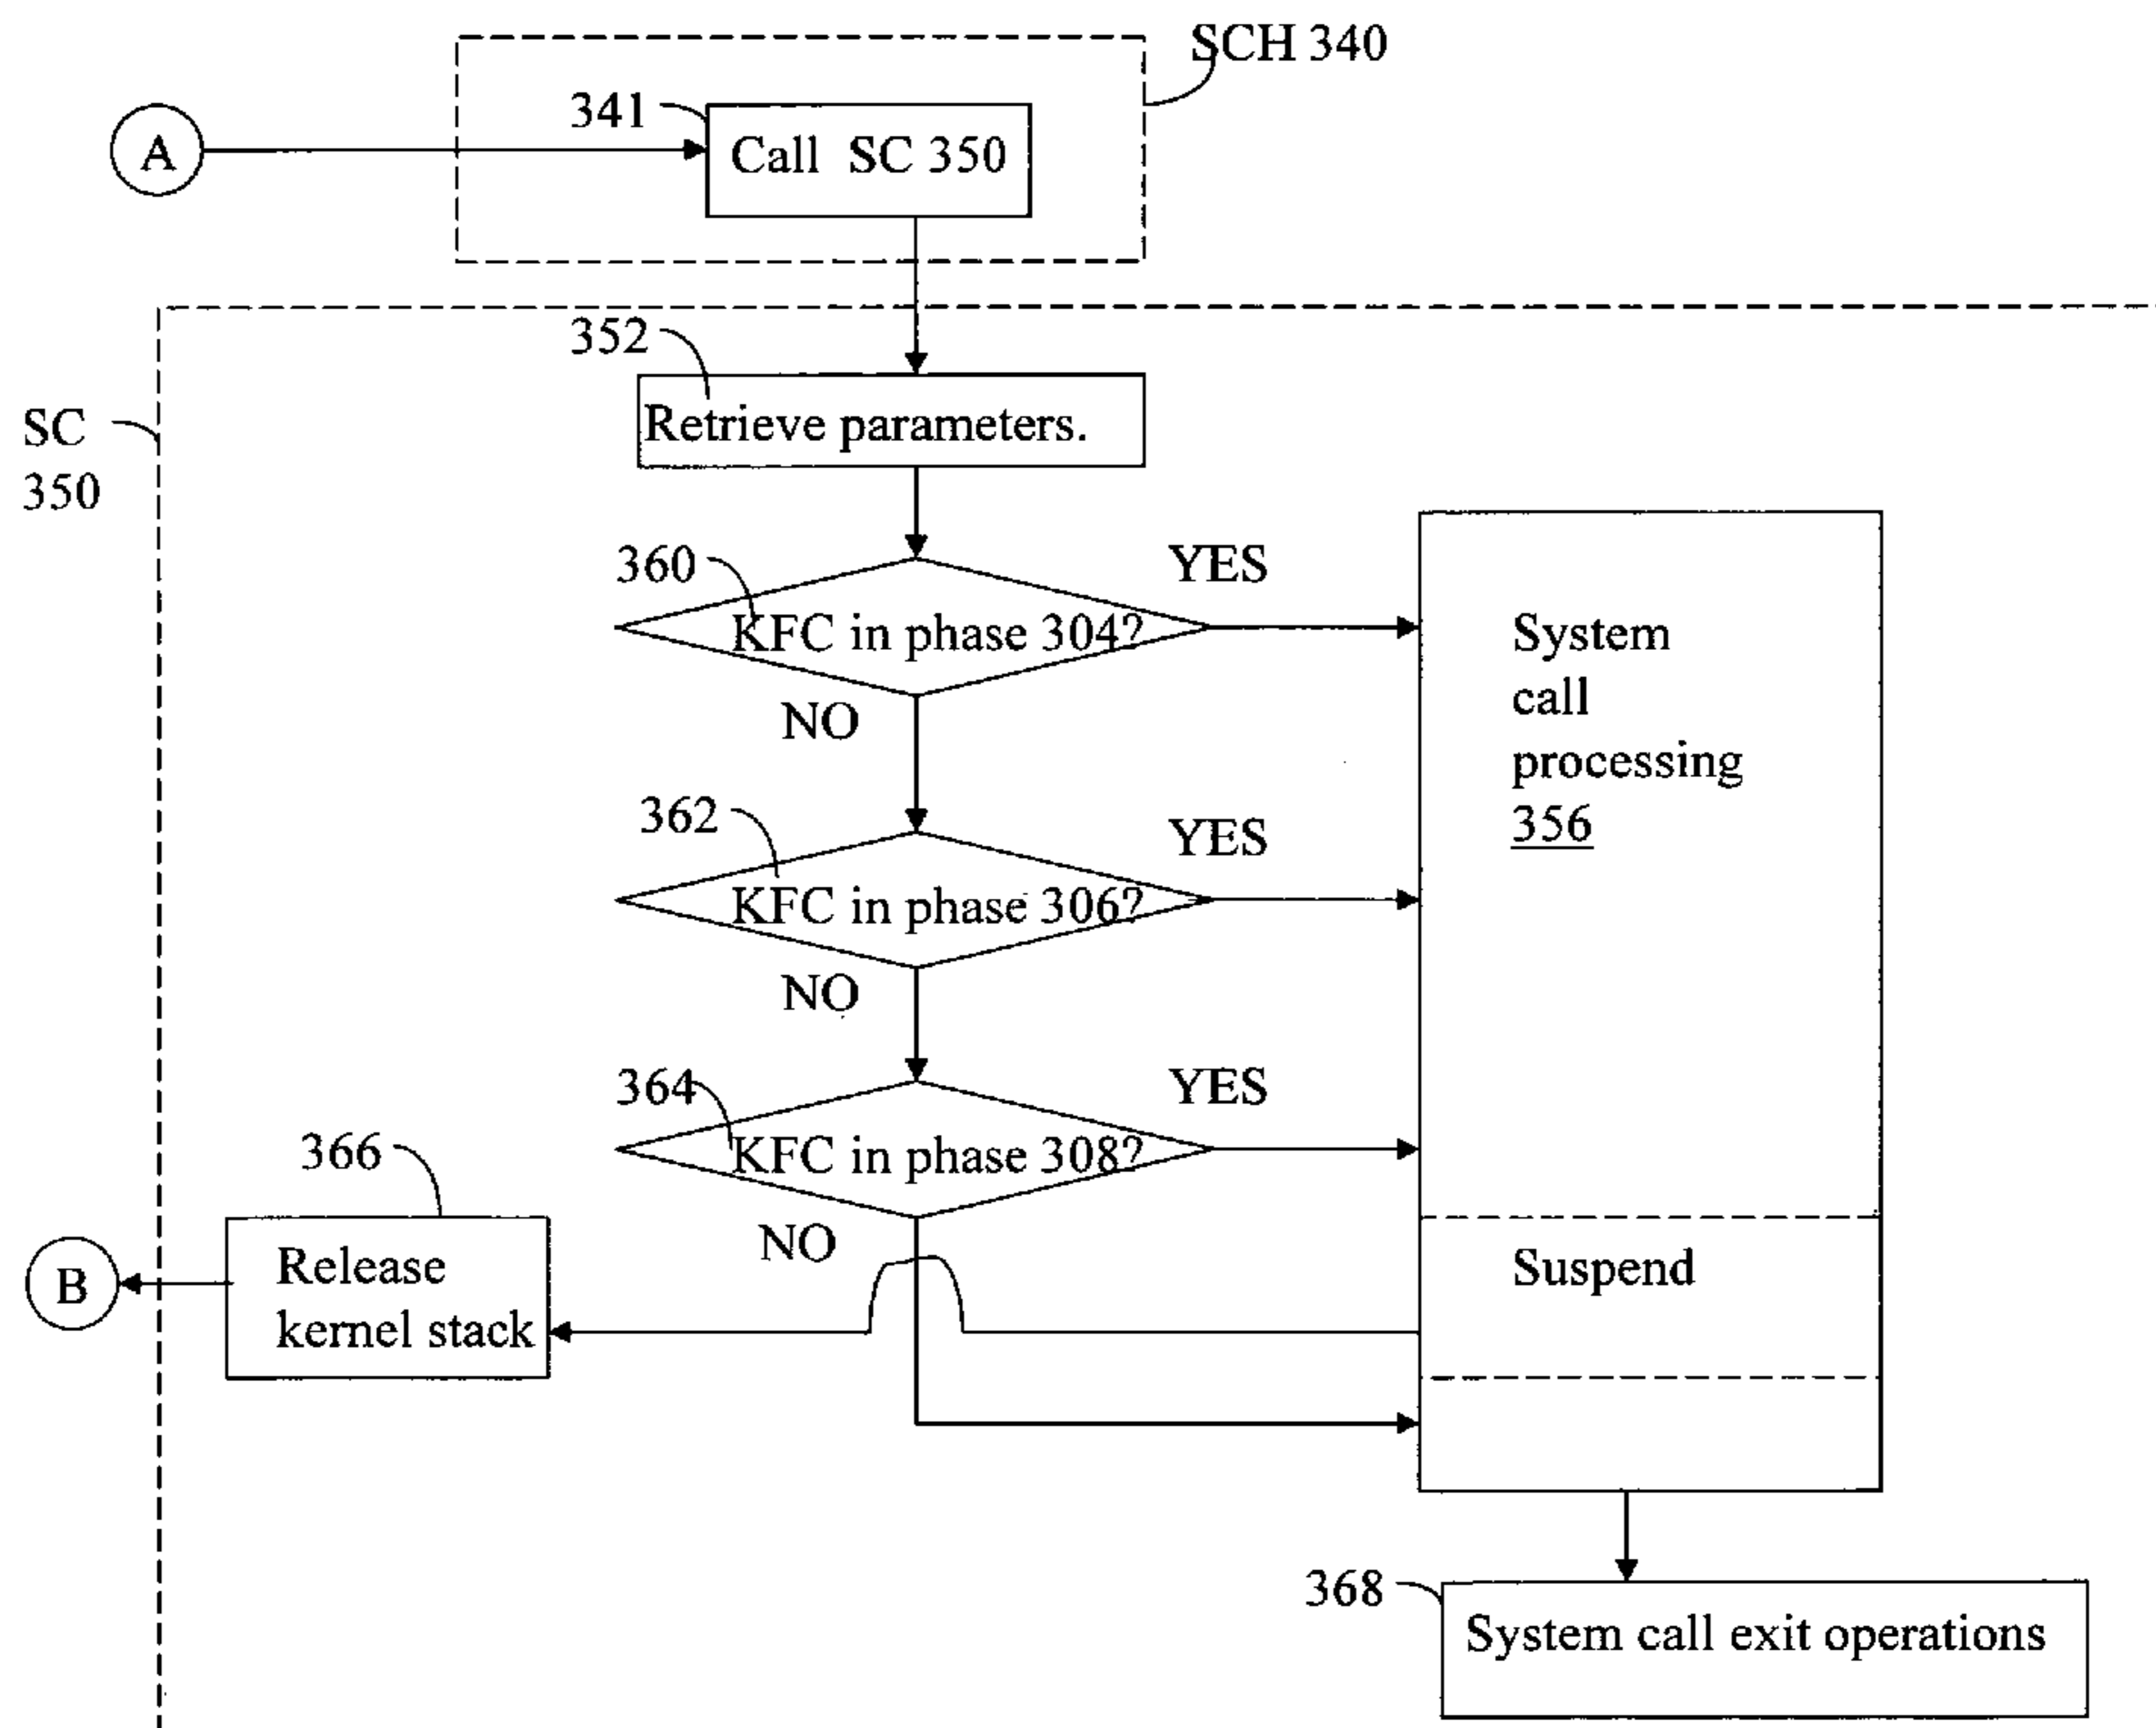 SCH 340
341
A
Call SC 350
352
Retrieve parameters.
SC
350
360
YES
KFC in phase 304?
NO
System
call
processing
356
362
YES
KFC in phase 306?
NO
364
YES
KFC in phase 308?
NO
366
Release
kernel stack
B
Suspend
368
System call exit operations